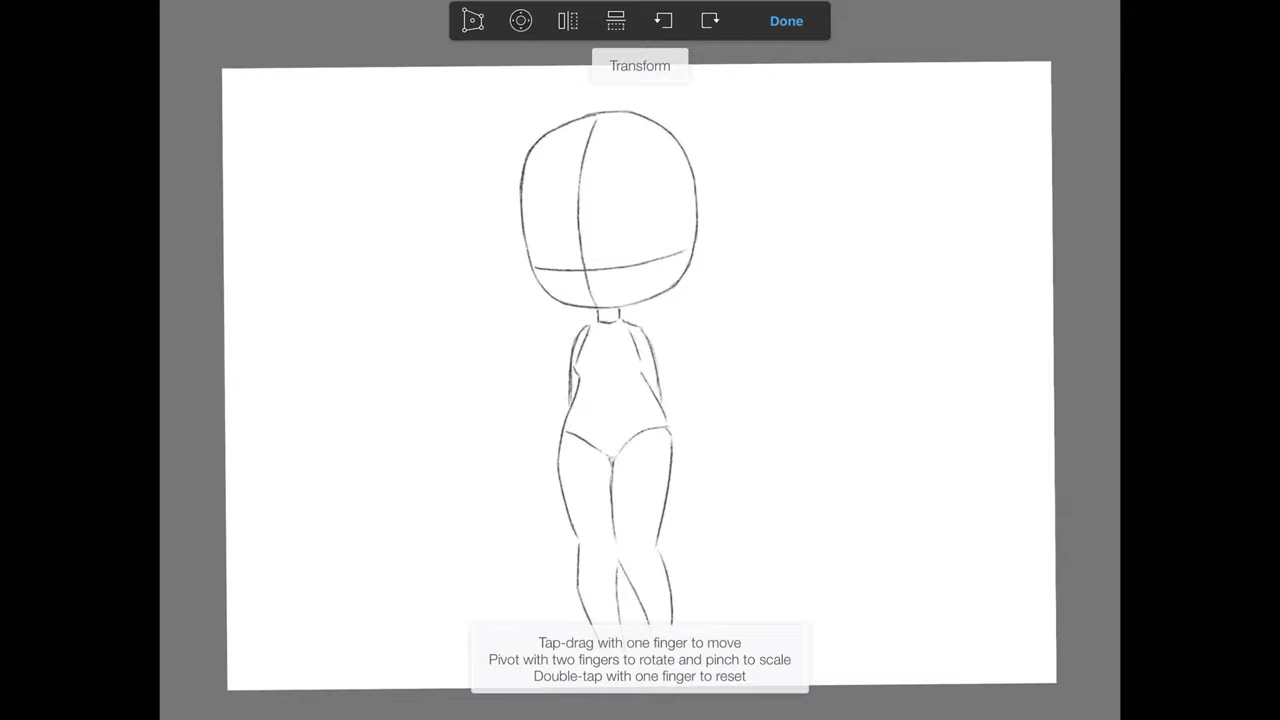 Done
Transform
Tap-drag with one finger to move
Pivot with two fingers to rotate and pinch to scale
Double-tap with one finger to reset